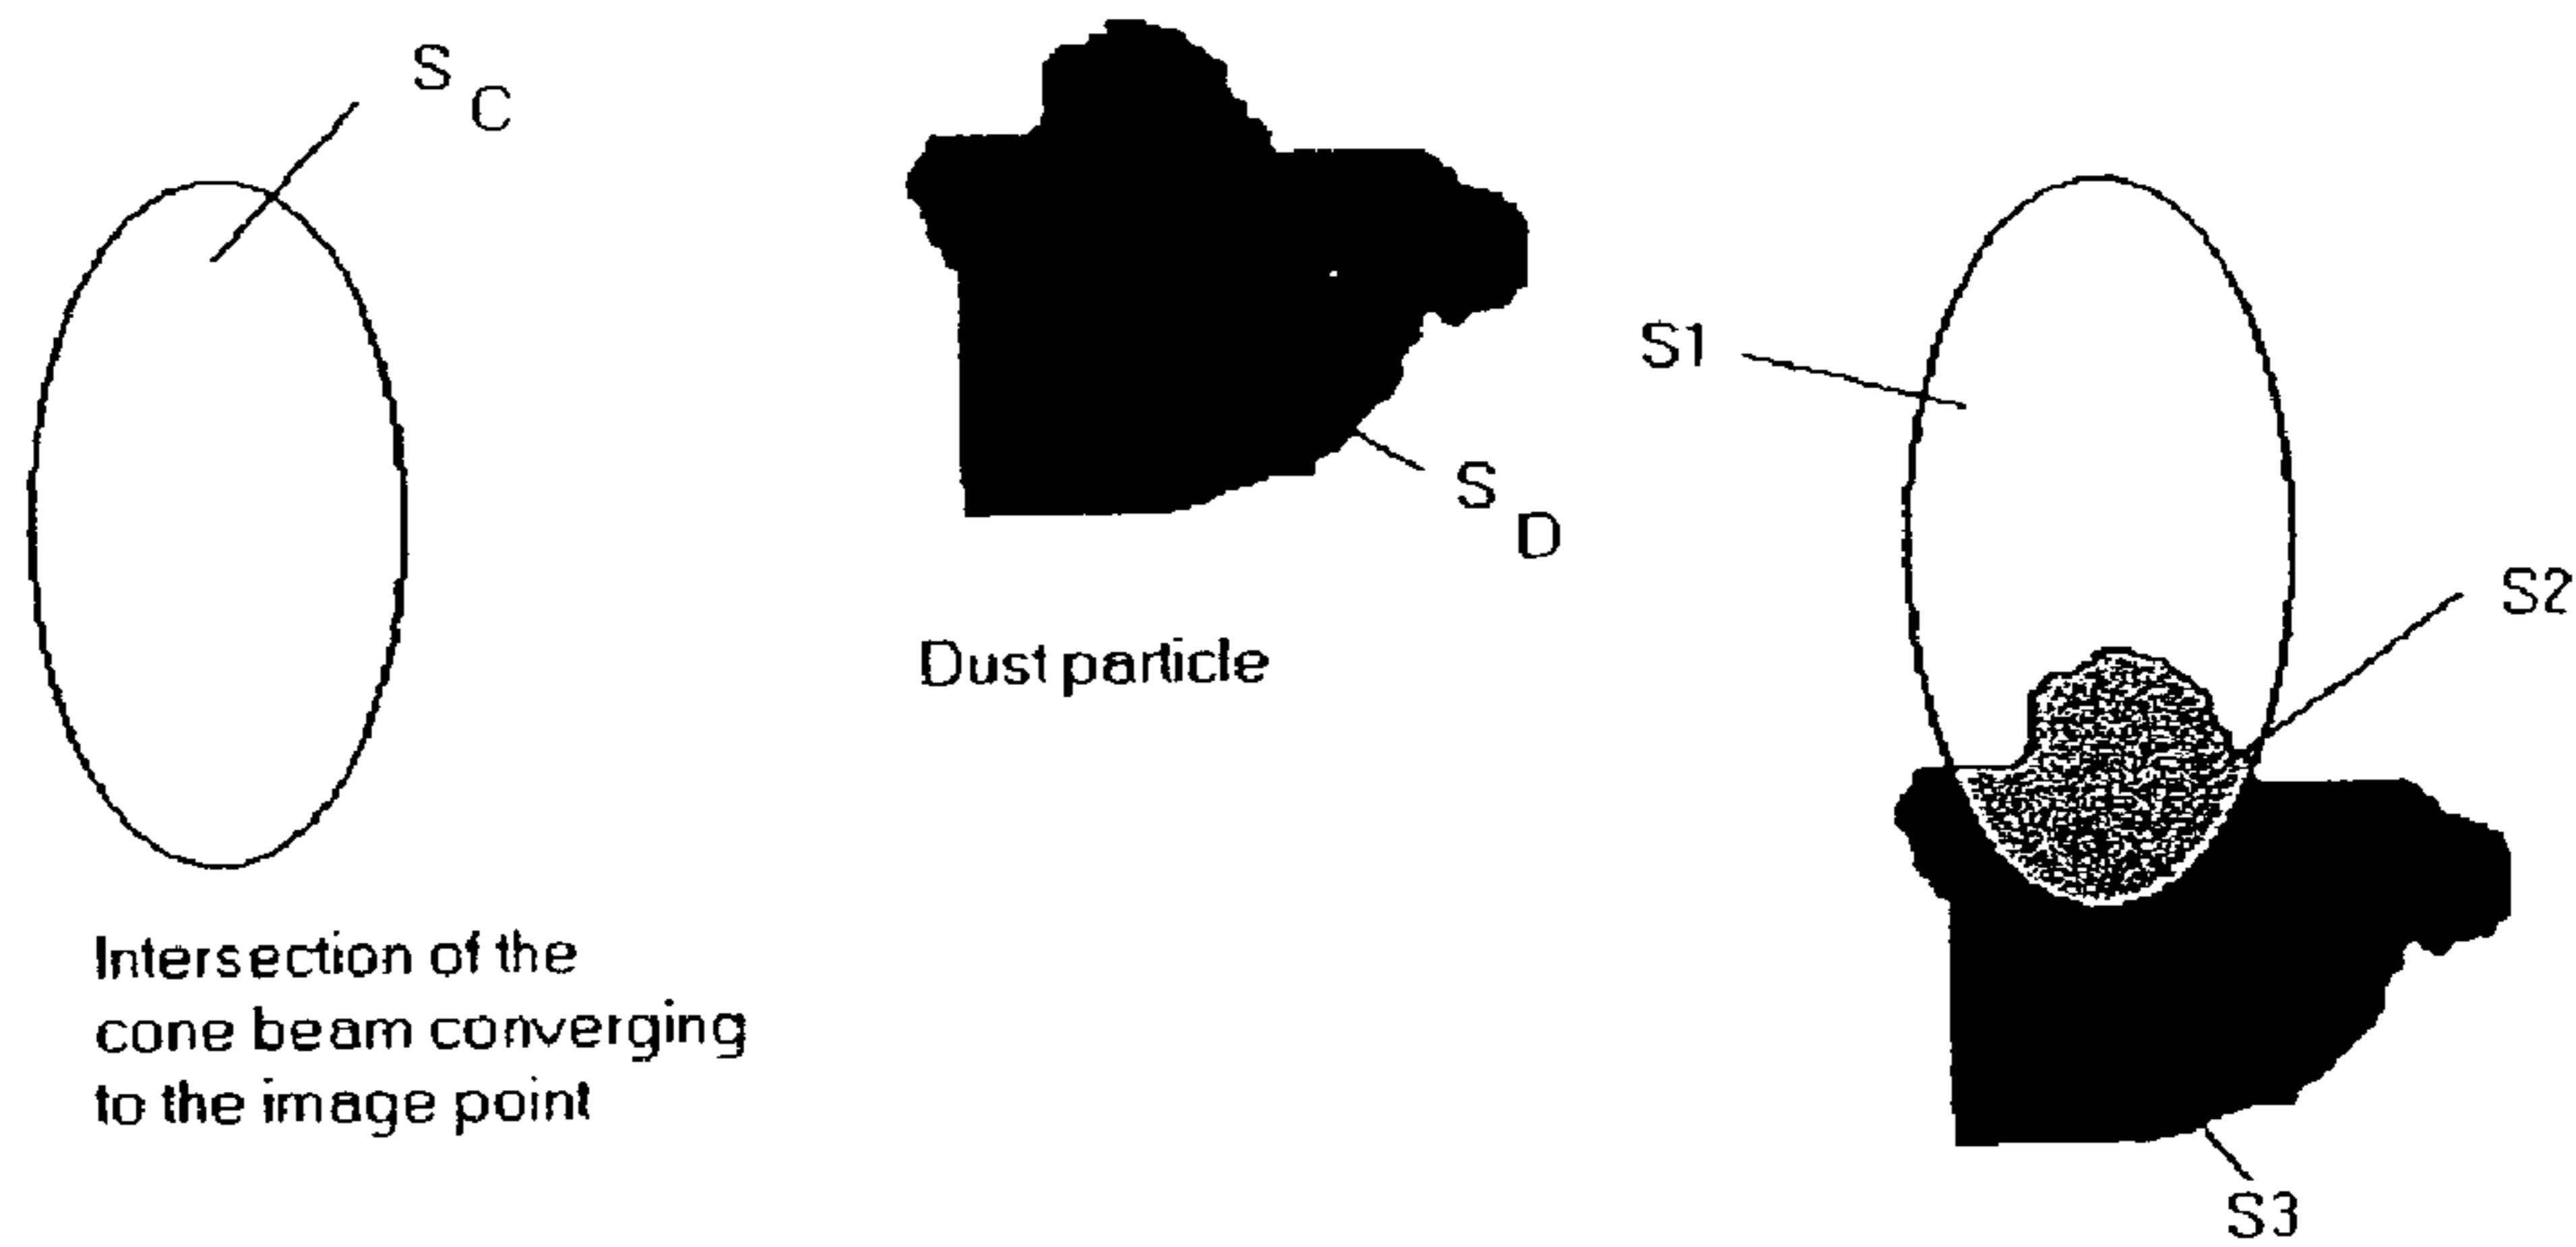 S C
Intersection of the
cone beam converging
to the image point
S D
Dust particle
S1
S2
S3